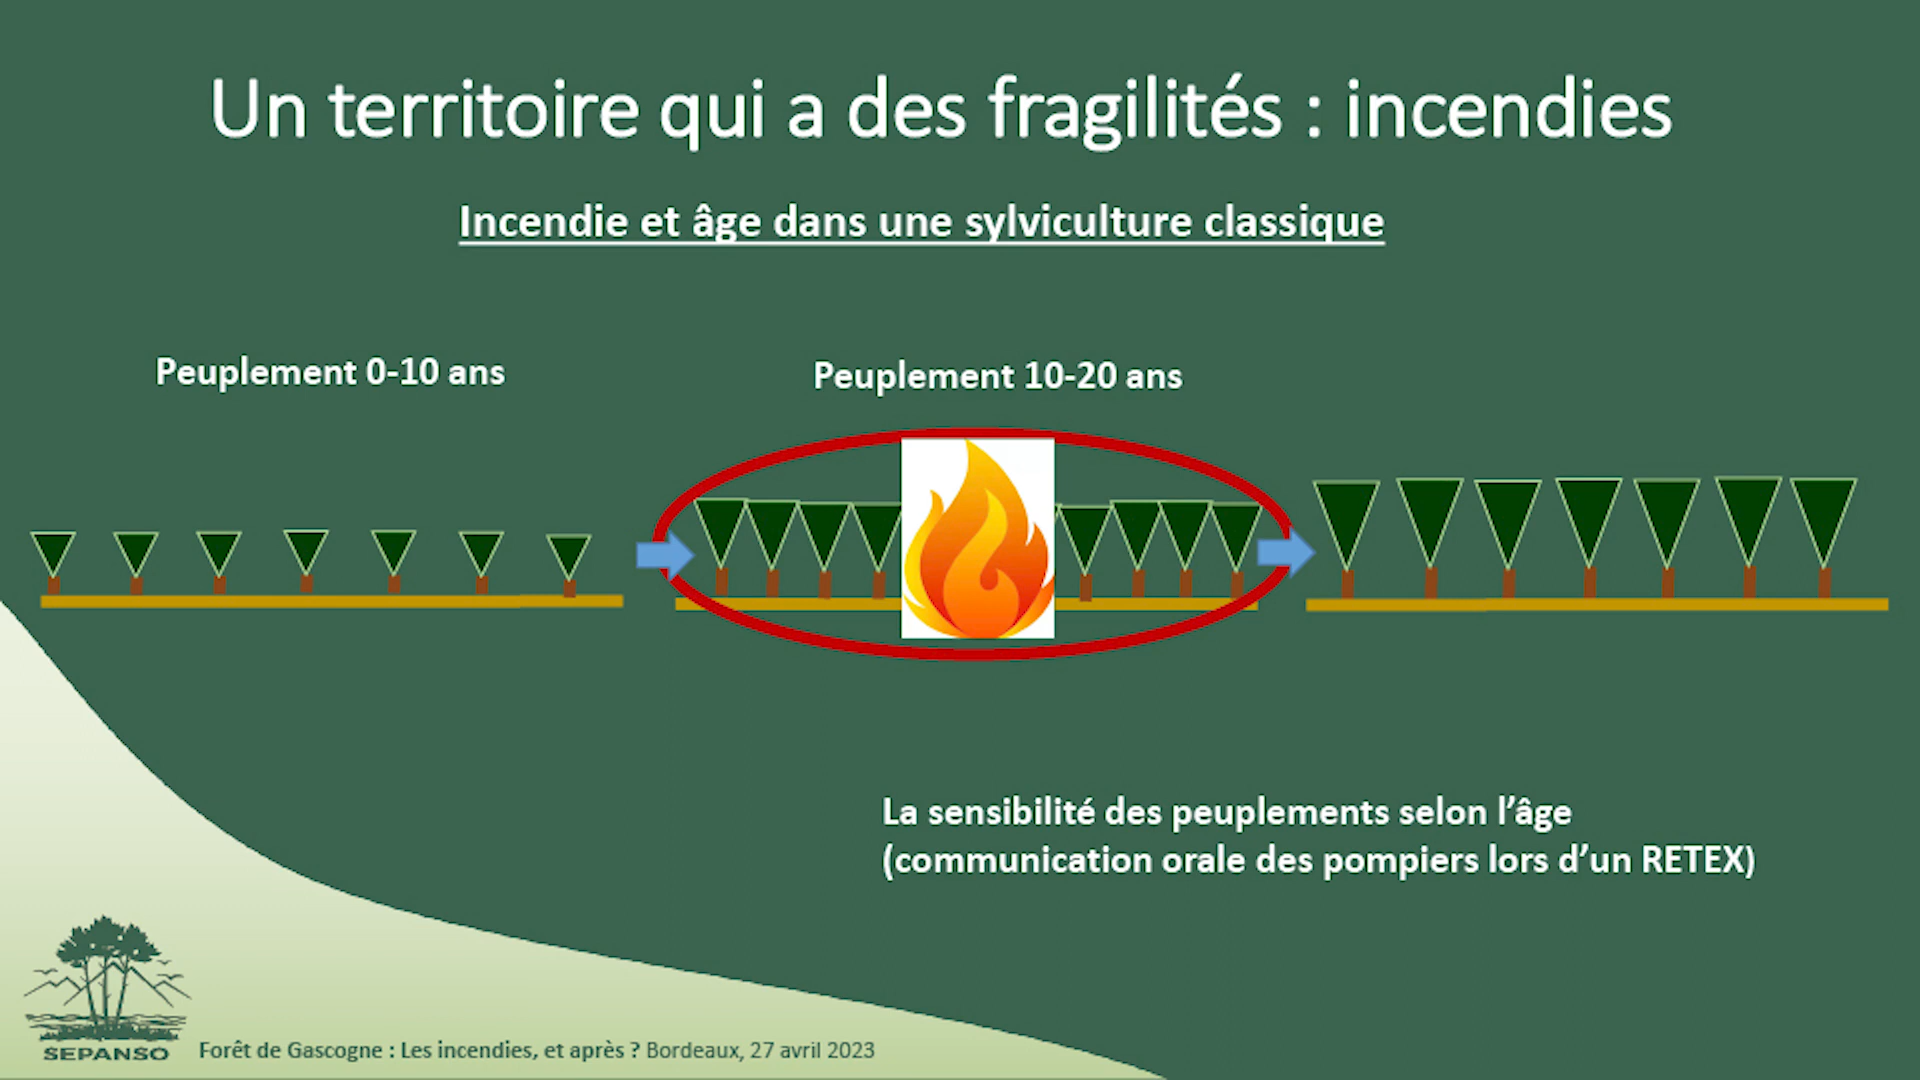 Un territoire qui a des fragilités : incendies
Incendie et âge dans une sylviculture classique
Peuplement 0-10 ans
Peuplement 10-20 ans
La sensibilité des peuplements selon l’âge
(communication orale des pompiers lors d’un RETEX)
SEPANSO
Forêt de Gascogne : Les incendies, et après ? Bordeaux, 27 avril 2023